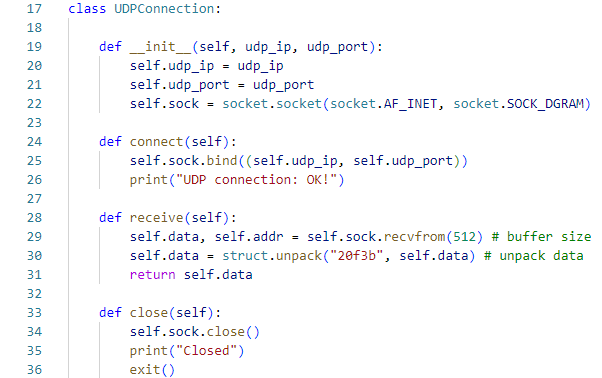 17 class UDPConnection:
18
19     def __init__(self, udp_ip, udp_port):
20         self.udp_ip = udp_ip
21         self.udp_port = udp_port
22         self.sock = socket.socket(socket.AF_INET, socket.SOCK_DGRAM)
23
24     def connect(self):
25         self.sock.bind((self.udp_ip, self.udp_port))
26         print("UDP connection: OK!")
27
28     def receive(self):
29         self.data, self.addr = self.sock.recvfrom(512) # buffer size
30         self.data = struct.unpack("20f3b", self.data) # unpack data
31         return self.data
32
33     def close(self):
34         self.sock.close()
35         print("Closed")
36         exit()